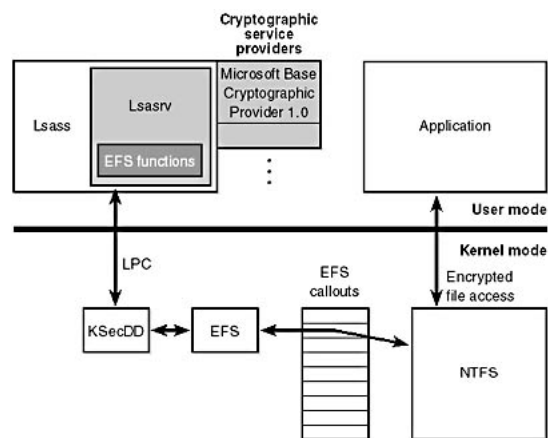 Cryptographic
service
providers
Microsoft Base
Cryptographic
Provider 1.0
Lsass
Lsasrv
EFS functions
Application
User mode
Kernel mode
LPC
EFS
callouts
Encrypted
file access
KSecDD
EFS
NTFS